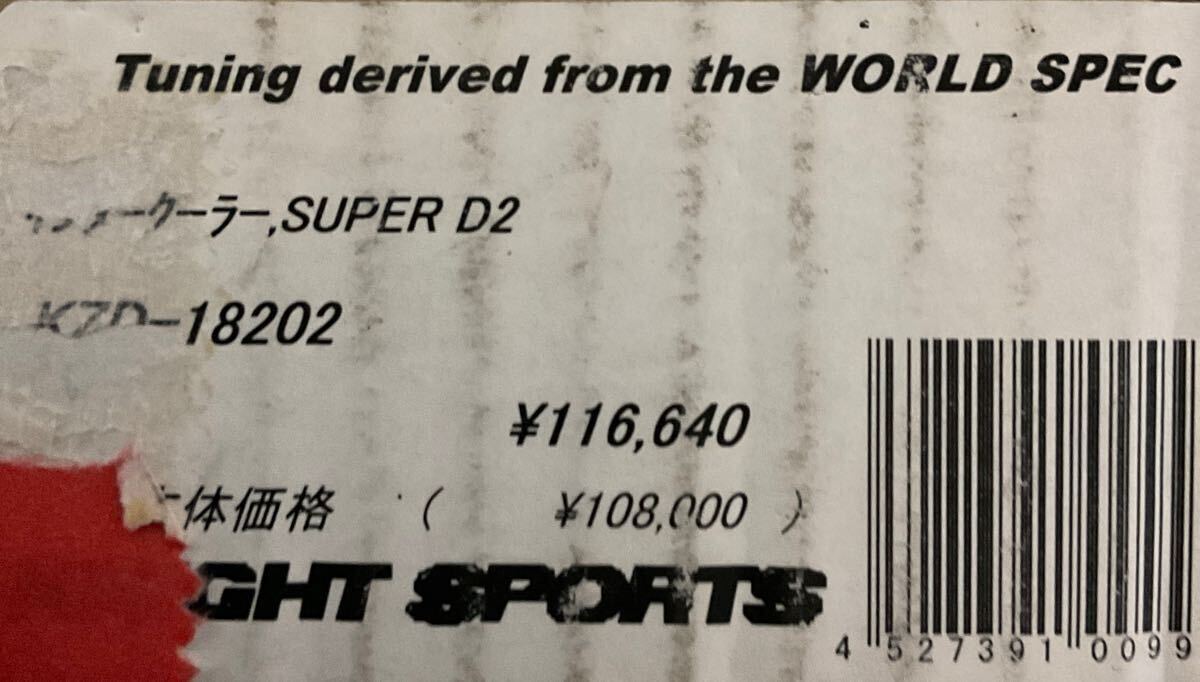 Tuning derived from the WORLD SPEC
ーラー,SUPER D2
KZD-18202
¥116,640
体価格 ( ¥108,000 )
GHT SPORTS
4 527391 0099